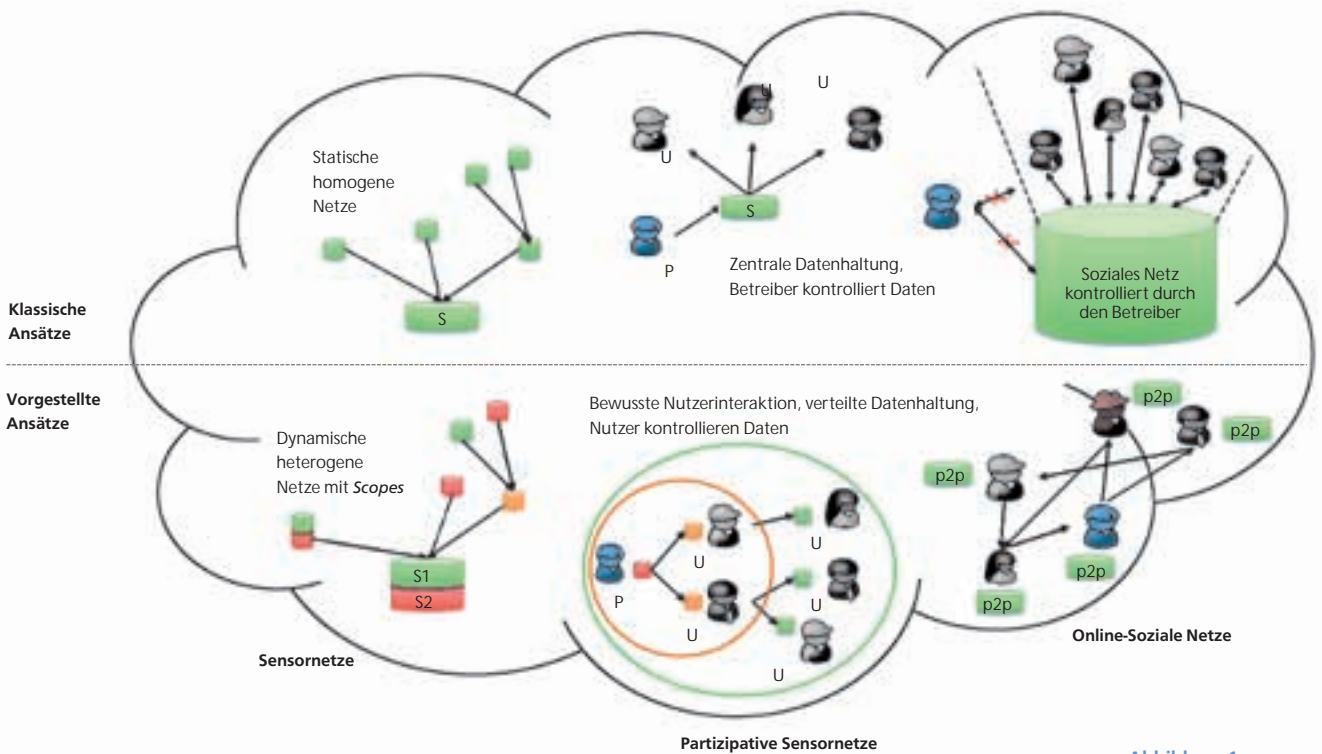 U
U
U
Statische
homogene
Netze
S
P
S
Zentrale Datenhaltung,
Betreiber kontrolliert Daten
Soziales Netz
kontrolliert durch
den Betreiber
Klassische
Ansätze
Vorgestellte
Ansätze
Dynamische
heterogene
Netze mit Scopes
S1
S2
Bewusste Nutzerinteraktion, verteilte Datenhaltung,
Nutzer kontrollieren Daten
P
U
U
U
U
U
p2p
p2p
p2p
p2p
p2p
Sensornetze
Online-Soziale Netze
Partizipative Sensornetze